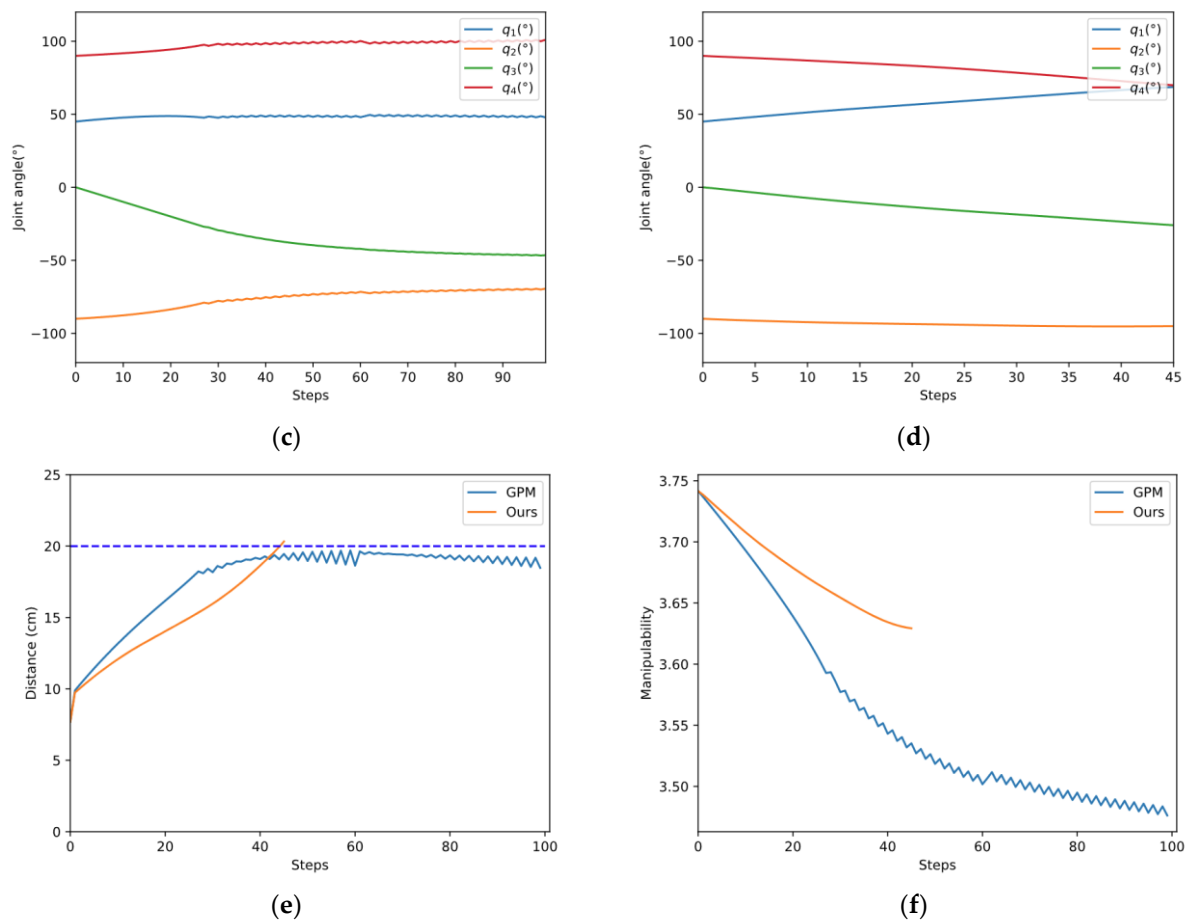 q1(°)
q2(°)
q3(°)
q4(°)
100
50
0
−50
−100
Joint angle(°)
0 10 20 30 40 50 60 70 80 90
Steps
(c)
q1(°)
q2(°)
q3(°)
q4(°)
100
50
0
−50
−100
Joint angle(°)
0 5 10 15 20 25 30 35 40 45
Steps
(d)
GPM
Ours
25
20
15
10
5
0
Distance (cm)
0 20 40 60 80 100
Steps
(e)
GPM
Ours
3.75
3.70
3.65
3.60
3.55
3.50
Manipulability
0 20 40 60 80 100
Steps
(f)